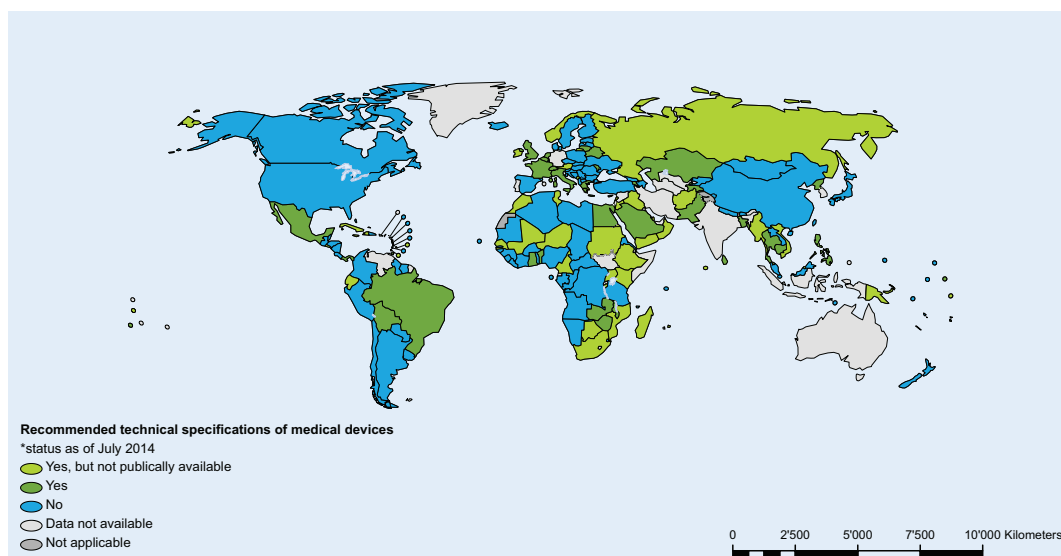 Recommended technical specifications of medical devices
*status as of July 2014
Yes, but not publically available
Yes
No
Data not available
Not applicable
0 2'500 5'000 7'500 10'000 Kilometers